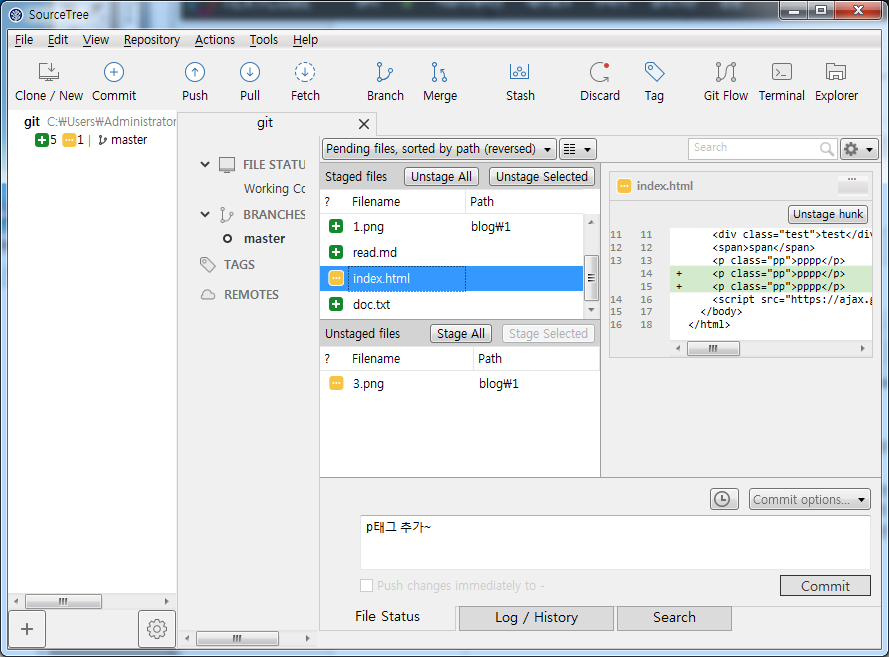 SourceTree
File Edit View Repository Actions Tools Help
Clone / New Commit Push Pull Fetch Branch Merge Stash Discard Tag Git Flow Terminal Explorer
git C:₩Users₩Administrator
5 1 | master
git
FILE STATU
Working Co
BRANCHES
master
TAGS
REMOTES
Pending files, sorted by path (reversed)
Search
Staged files Unstage All Unstage Selected
? Filename Path
1.png blog₩1
read.md
index.html
doc.txt
Unstaged files Stage All Stage Selected
? Filename Path
3.png blog₩1
index.html
Unstage hunk
11 11 <div class="test">test</div
12 12 <span>span</span>
13 13 <p class="pp">pppp</p>
14 + <p class="pp">pppp</p>
15 + <p class="pp">pppp</p>
14 16 <script src="https://ajax.g
15 17 </body>
16 18 </html>
Commit options...
p태그 추가~
Push changes immediately to -
Commit
File Status Log / History Search